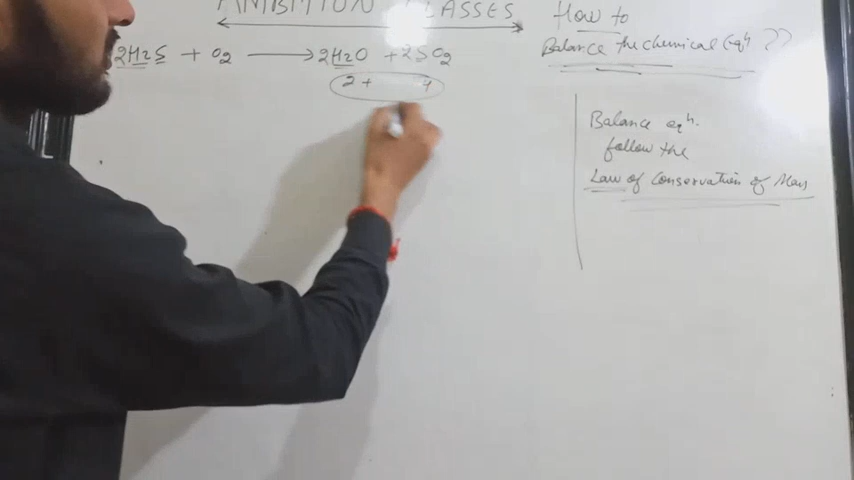 AMBITION CLASSES
2H2S + O2 → 2H2O + 2SO2
2 + 4
How to
Balance the chemical Eqn ??
Balance eqn.
follow the
Law of Conservation of Mass